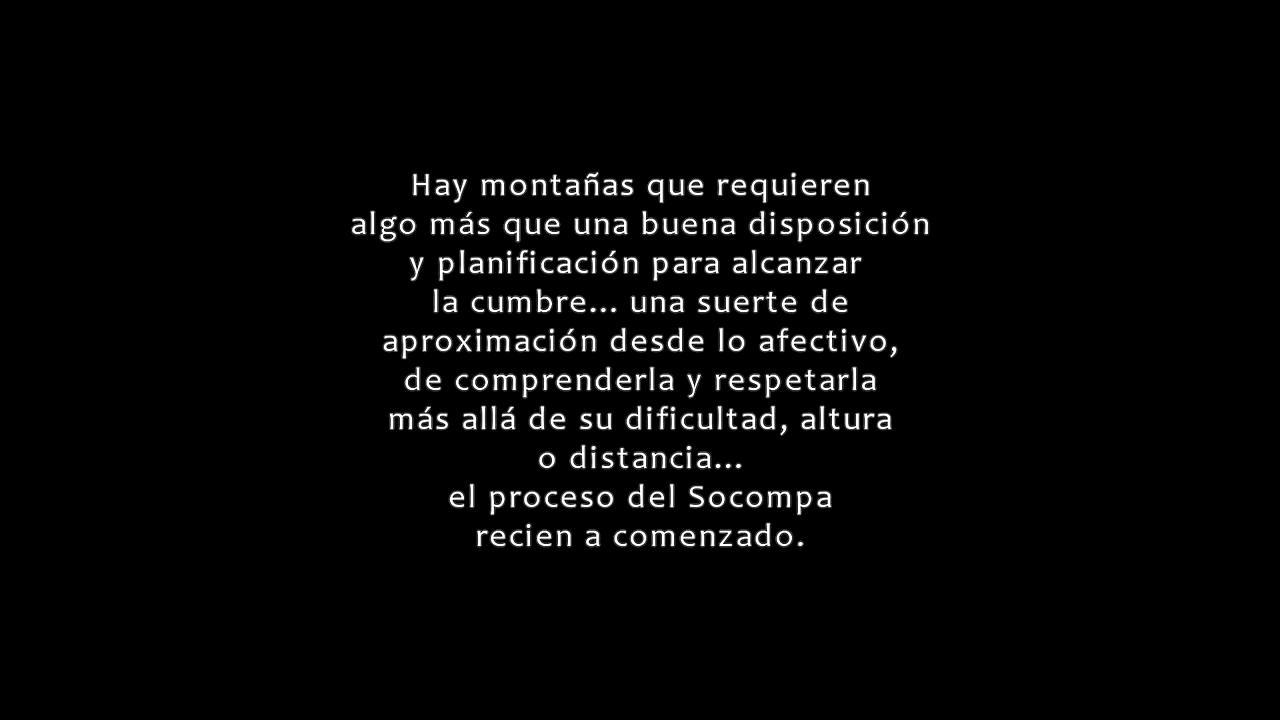 Hay montañas que requieren
algo más que una buena disposición
y planificación para alcanzar
la cumbre... una suerte de
aproximación desde lo afectivo,
de comprenderla y respetarla
más allá de su dificultad, altura
o distancia...
el proceso del Socompa
recien a comenzado.